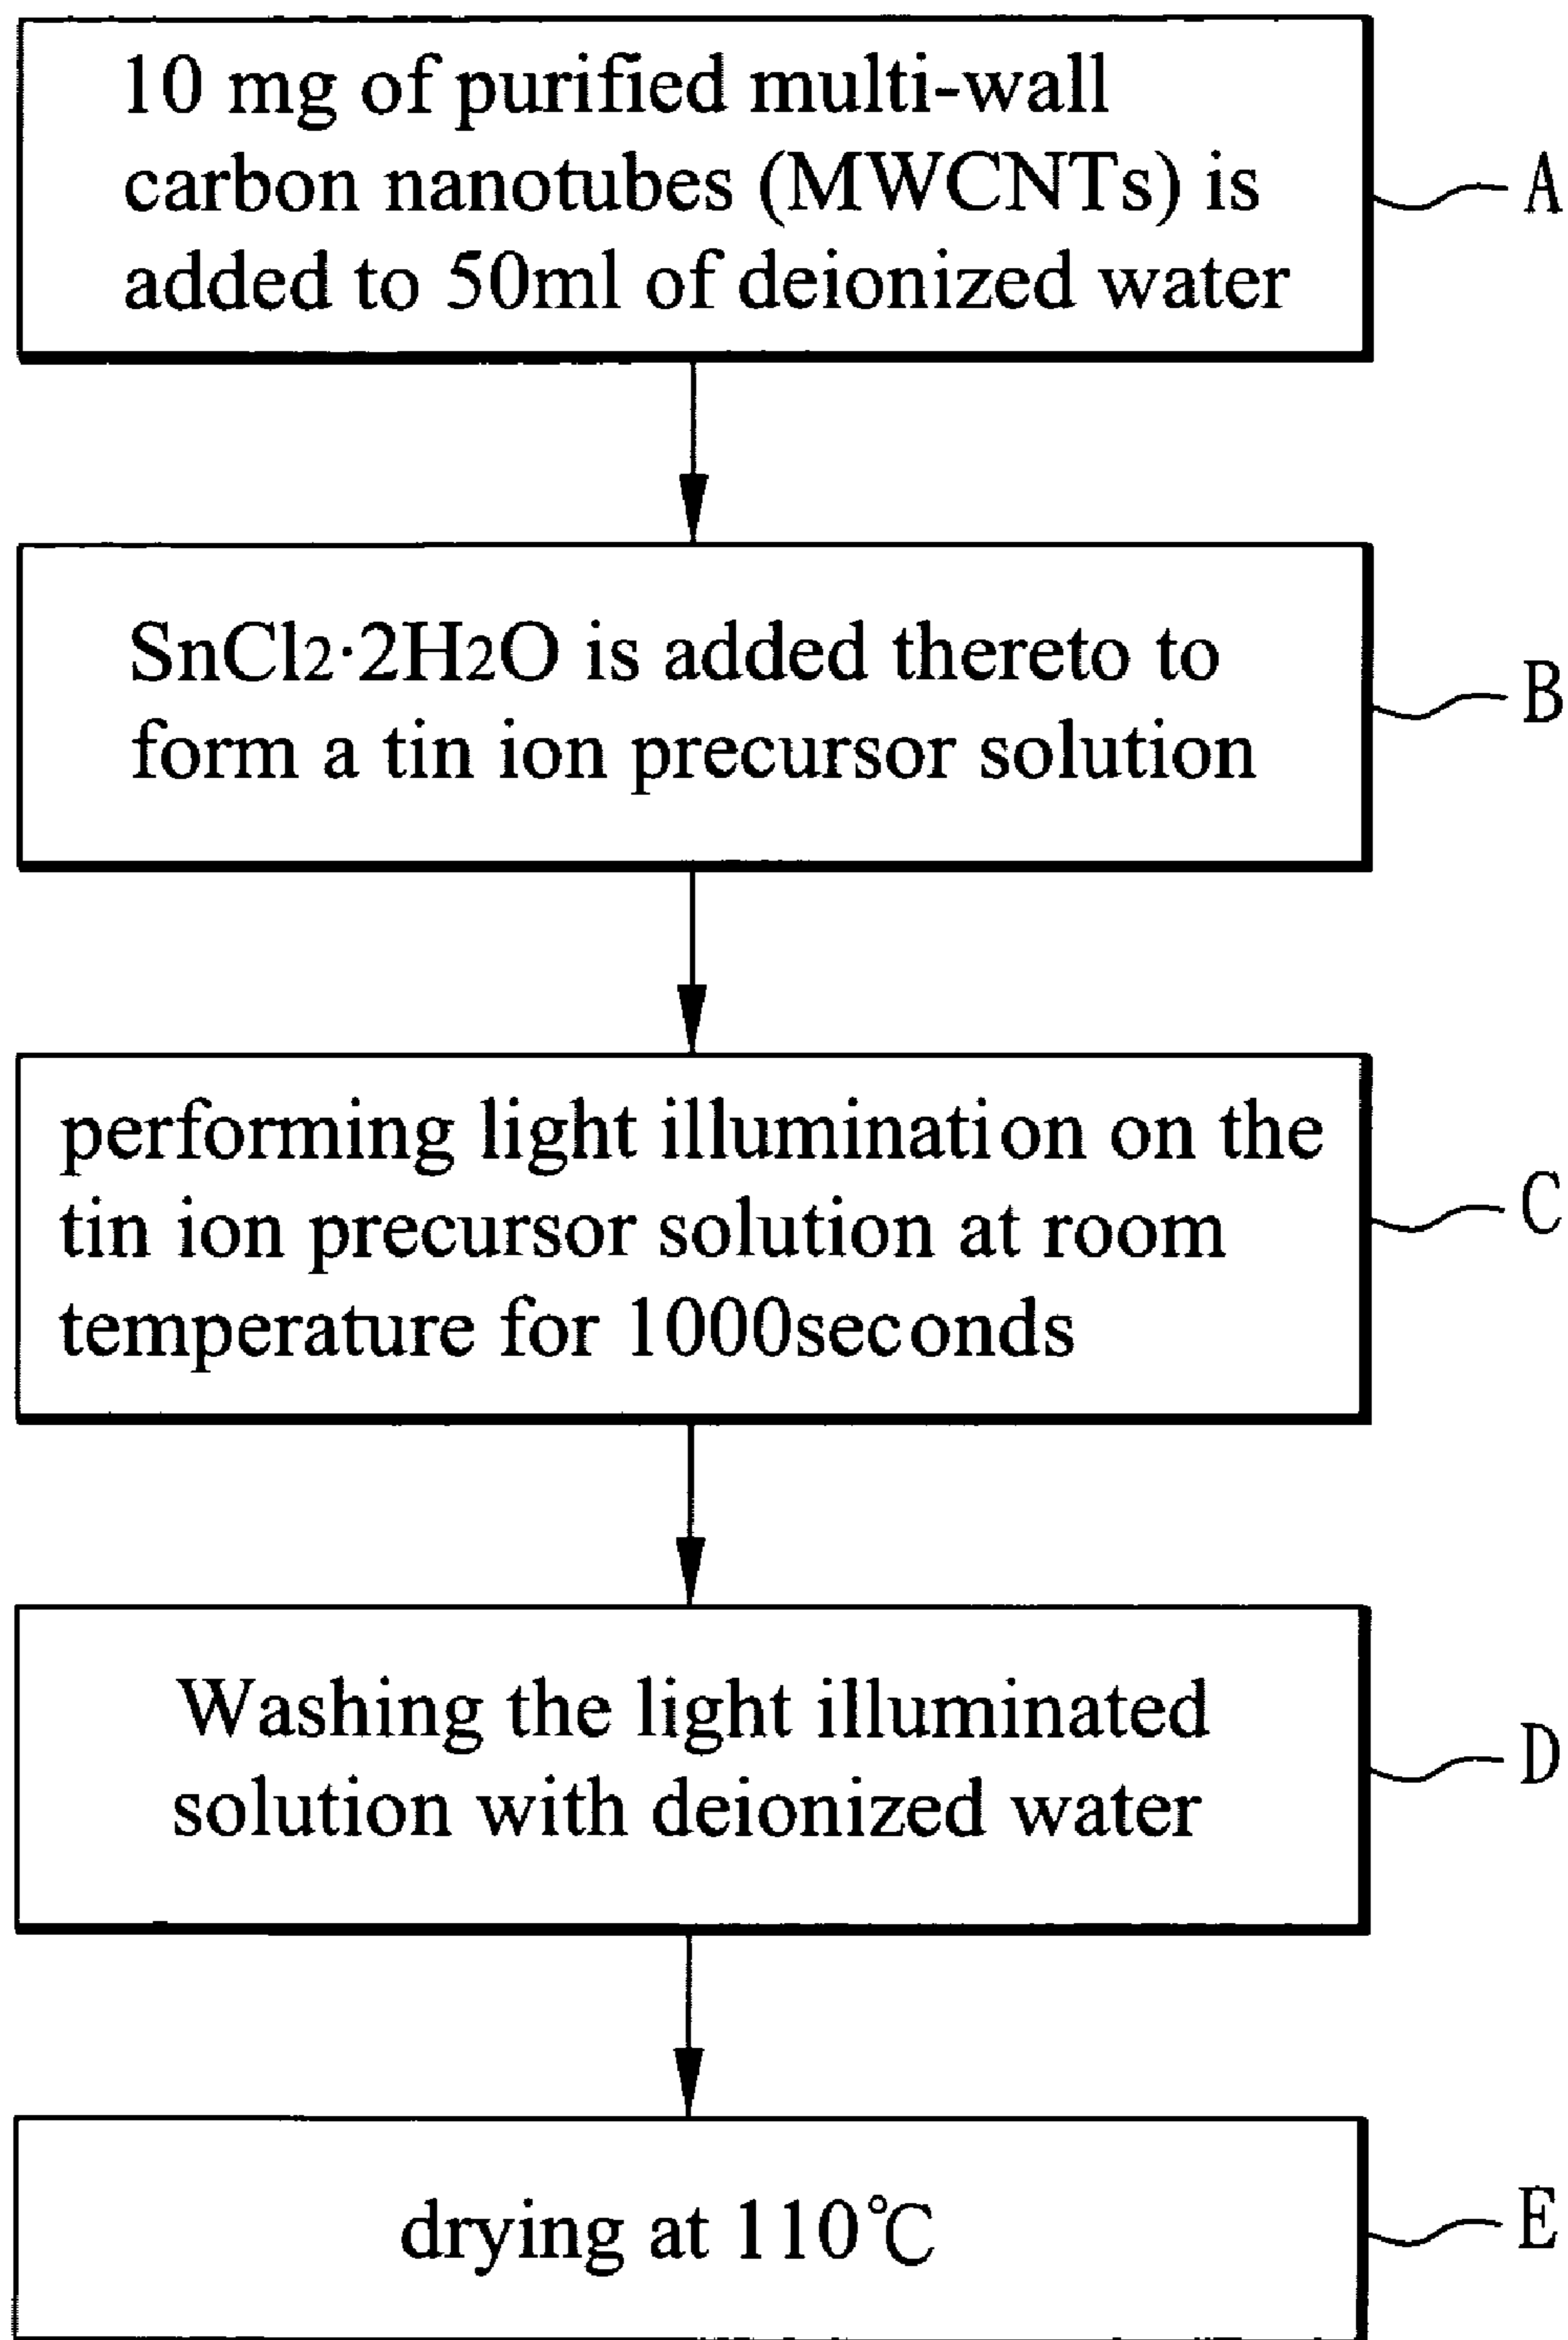 10 mg of purified multi-wall
carbon nanotubes (MWCNTs) is
added to 50ml of deionized water
A
SnCl2·2H2O is added thereto to
form a tin ion precursor solution
B
performing light illumination on the
tin ion precursor solution at room
temperature for 1000seconds
C
Washing the light illuminated
solution with deionized water
D
drying at 110℃
E